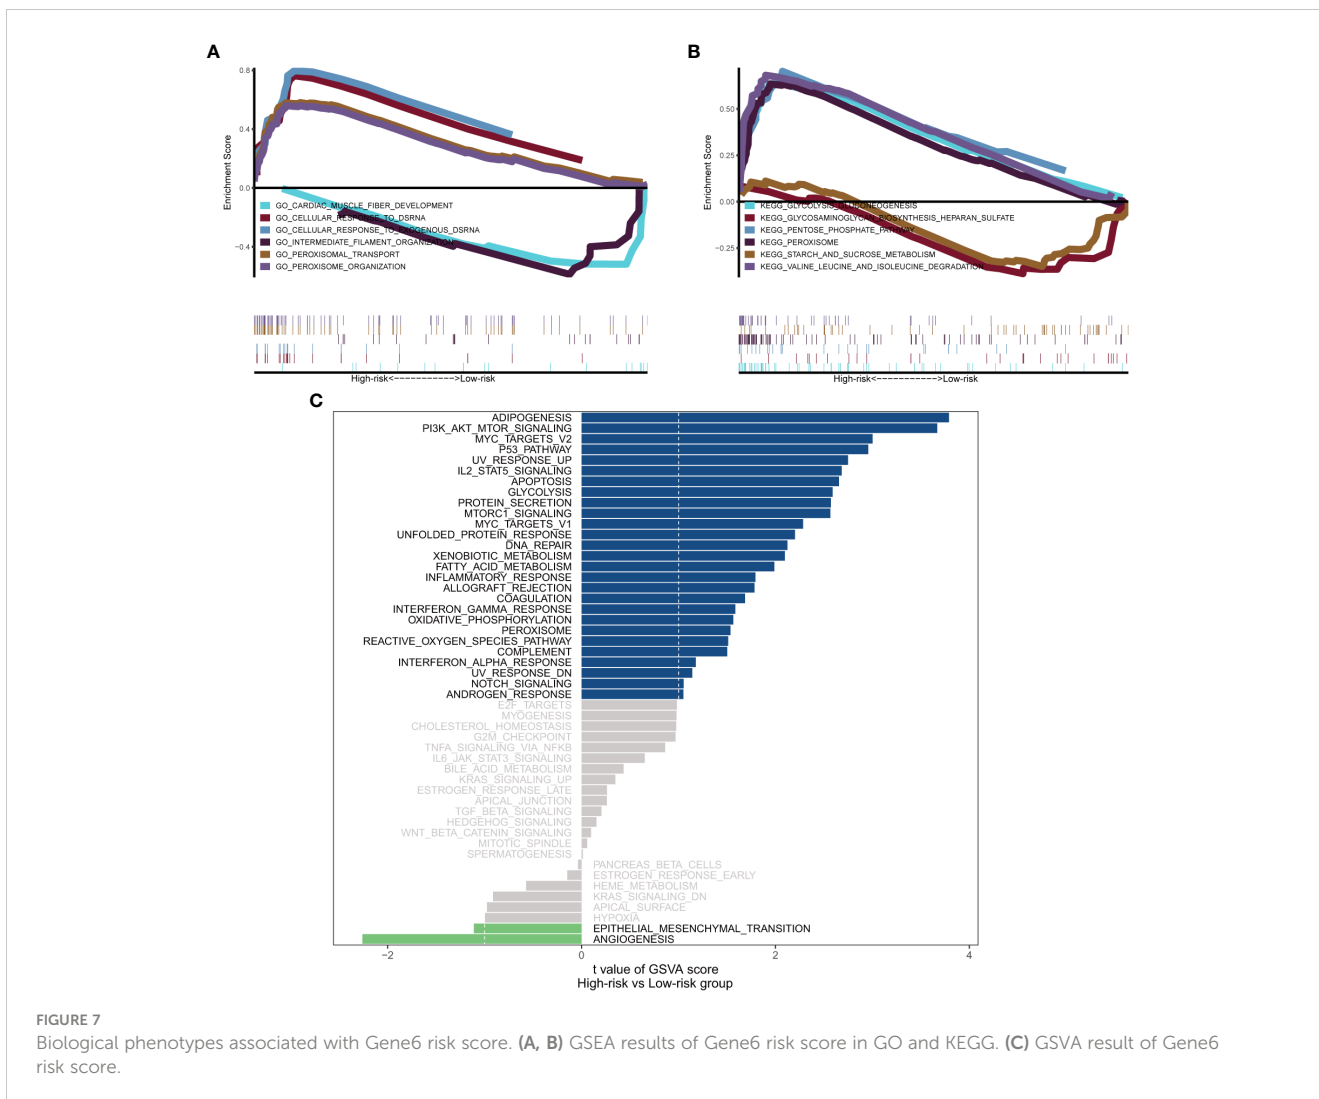 A
0.8
0.4
0.0
−0.4
Enrichment Score
GO_CARDIAC_MUSCLE_FIBER_DEVELOPMENT
GO_CELLULAR_RESPONSE_TO_DSRNA
GO_CELLULAR_RESPONSE_TO_EXOGENOUS_DSRNA
GO_INTERMEDIATE_FILAMENT_ORGANIZATION
GO_PEROXISOMAL_TRANSPORT
GO_PEROXISOME_ORGANIZATION
High-risk<------------>Low-risk
B
0.50
0.25
0.00
−0.25
Enrichment Score
KEGG_GLYCOLYSIS_GLUCONEOGENESIS
KEGG_GLYCOSAMINOGLYCAN_BIOSYNTHESIS_HEPARAN_SULFATE
KEGG_PENTOSE_PHOSPHATE_PATHWAY
KEGG_PEROXISOME
KEGG_STARCH_AND_SUCROSE_METABOLISM
KEGG_VALINE_LEUCINE_AND_ISOLEUCINE_DEGRADATION
High-risk<------------>Low-risk
C
ADIPOGENESIS
PI3K_AKT_MTOR_SIGNALING
MYC_TARGETS_V2
P53_PATHWAY
UV_RESPONSE_UP
IL2_STAT5_SIGNALING
APOPTOSIS
GLYCOLYSIS
PROTEIN_SECRETION
MTORC1_SIGNALING
MYC_TARGETS_V1
UNFOLDED_PROTEIN_RESPONSE
DNA_REPAIR
XENOBIOTIC_METABOLISM
FATTY_ACID_METABOLISM
INFLAMMATORY_RESPONSE
ALLOGRAFT_REJECTION
COAGULATION
INTERFERON_GAMMA_RESPONSE
OXIDATIVE_PHOSPHORYLATION
PEROXISOME
REACTIVE_OXYGEN_SPECIES_PATHWAY
COMPLEMENT
INTERFERON_ALPHA_RESPONSE
UV_RESPONSE_DN
NOTCH_SIGNALING
ANDROGEN_RESPONSE
E2F_TARGETS
MYOGENESIS
CHOLESTEROL_HOMEOSTASIS
G2M_CHECKPOINT
TNFA_SIGNALING_VIA_NFKB
IL6_JAK_STAT3_SIGNALING
BILE_ACID_METABOLISM
KRAS_SIGNALING_UP
ESTROGEN_RESPONSE_LATE
APICAL_JUNCTION
TGF_BETA_SIGNALING
HEDGEHOG_SIGNALING
WNT_BETA_CATENIN_SIGNALING
MITOTIC_SPINDLE
SPERMATOGENESIS
PANCREAS_BETA_CELLS
ESTROGEN_RESPONSE_EARLY
HEME_METABOLISM
KRAS_SIGNALING_DN
APICAL_SURFACE
HYPOXIA
EPITHELIAL_MESENCHYMAL_TRANSITION
ANGIOGENESIS
−2 0 2 4
t value of GSVA score
High-risk vs Low-risk group
FIGURE 7
Biological phenotypes associated with Gene6 risk score. (A, B) GSEA results of Gene6 risk score in GO and KEGG. (C) GSVA result of Gene6
risk score.